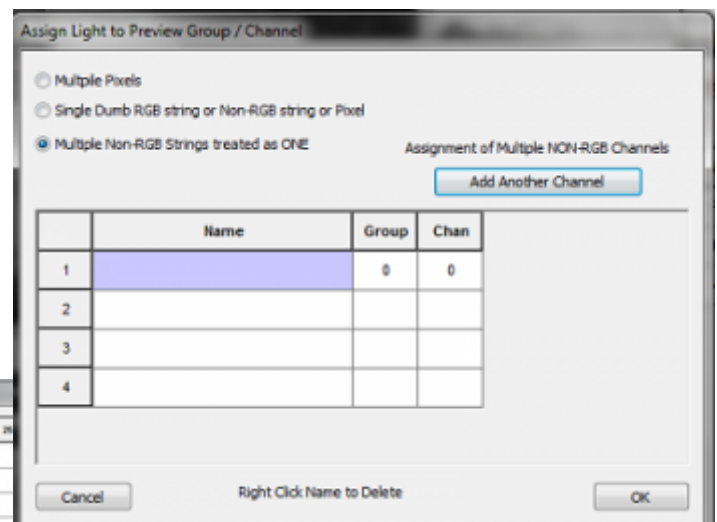 Assign Light to Preview Group / Channel
Multple Pixels
Single Dumb RGB string or Non-RGB string or Pixel
Multiple Non-RGB Strings treated as ONE
Assignment of Multiple NON-RGB Channels
Add Another Channel
Name Group Chan
1 0 0
2
3
4
Cancel Right Click Name to Delete OK